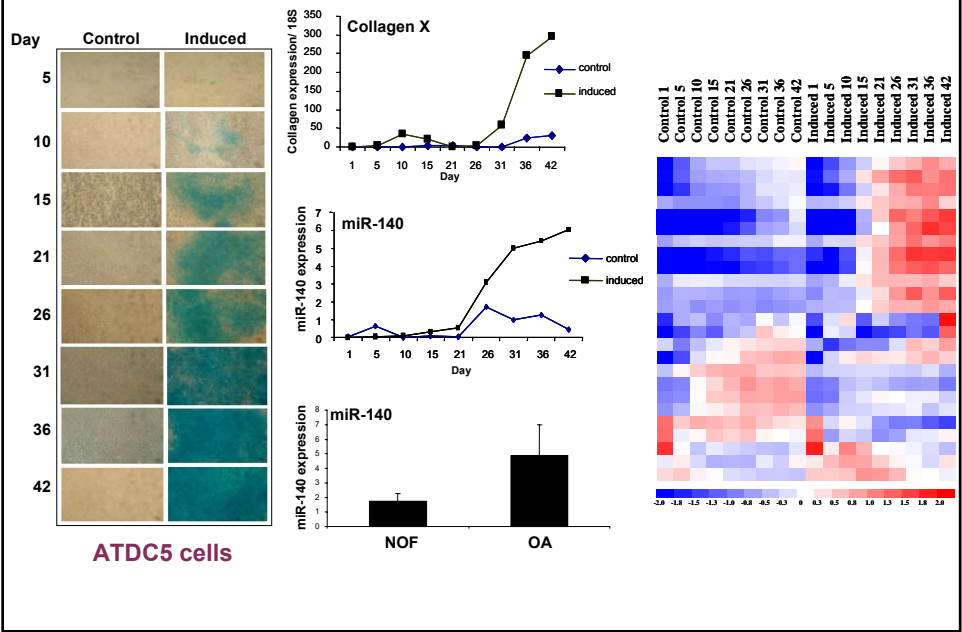 Day
Control
Induced
5
10
15
21
26
31
36
42
ATDC5 cells
Collagen X
Collagen expression/ 18S
350
300
250
200
150
100
50
0
1 5 10 15 21 26 31 36 42
Day
control
induced
miR-140
miR-140 expression
7
6
5
4
3
2
1
0
1 5 10 15 21 26 31 36 42
Day
control
induced
miR-140
miR-140 expression
8
7
6
5
4
3
2
1
0
NOF OA
Control 1
Control 5
Control 10
Control 15
Control 21
Control 26
Control 31
Control 36
Control 42
Induced 1
Induced 5
Induced 10
Induced 15
Induced 21
Induced 26
Induced 31
Induced 36
Induced 42
-2.0 -1.8 -1.5 -1.3 -1.0 -0.8 -0.5 -0.3 0 0.3 0.5 0.8 1.0 1.3 1.5 1.8 2.0